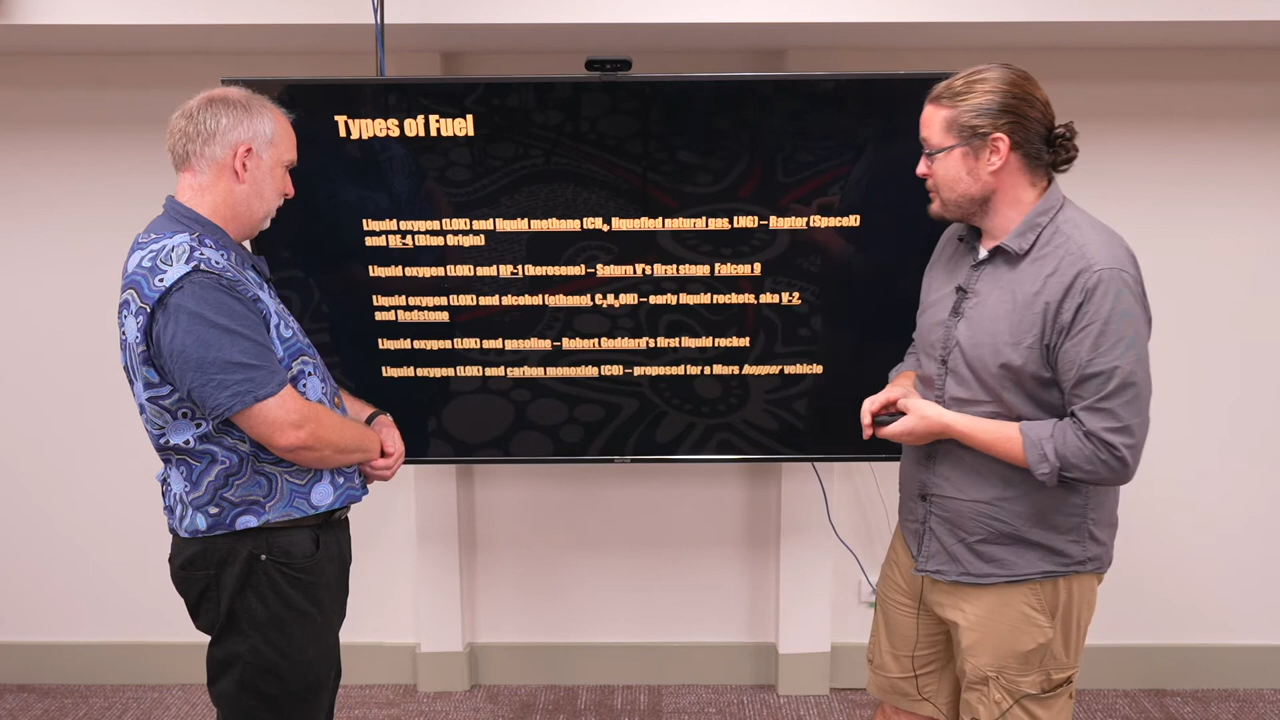 Types of Fuel
Liquid oxygen (LOX) and liquid methane (CH₄, liquefied natural gas, LNG) – Raptor (SpaceX)
and BE-4 (Blue Origin)
Liquid oxygen (LOX) and RP-1 (kerosene) – Saturn V's first stage Falcon 9
Liquid oxygen (LOX) and alcohol (ethanol, C₂H₅OH) – early liquid rockets, aka V-2,
and Redstone
Liquid oxygen (LOX) and gasoline – Robert Goddard's first liquid rocket
Liquid oxygen (LOX) and carbon monoxide (CO) – proposed for a Mars hopper vehicle